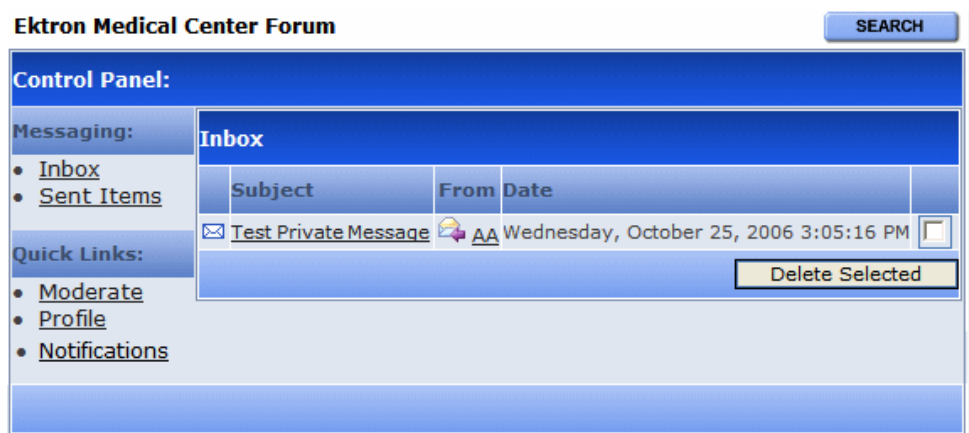 Ektron Medical Center Forum
SEARCH
Control Panel:
Messaging:
Inbox
Sent Items
Quick Links:
Moderate
Profile
Notifications
Inbox
Subject From Date
Test Private Message AA Wednesday, October 25, 2006 3:05:16 PM
Delete Selected